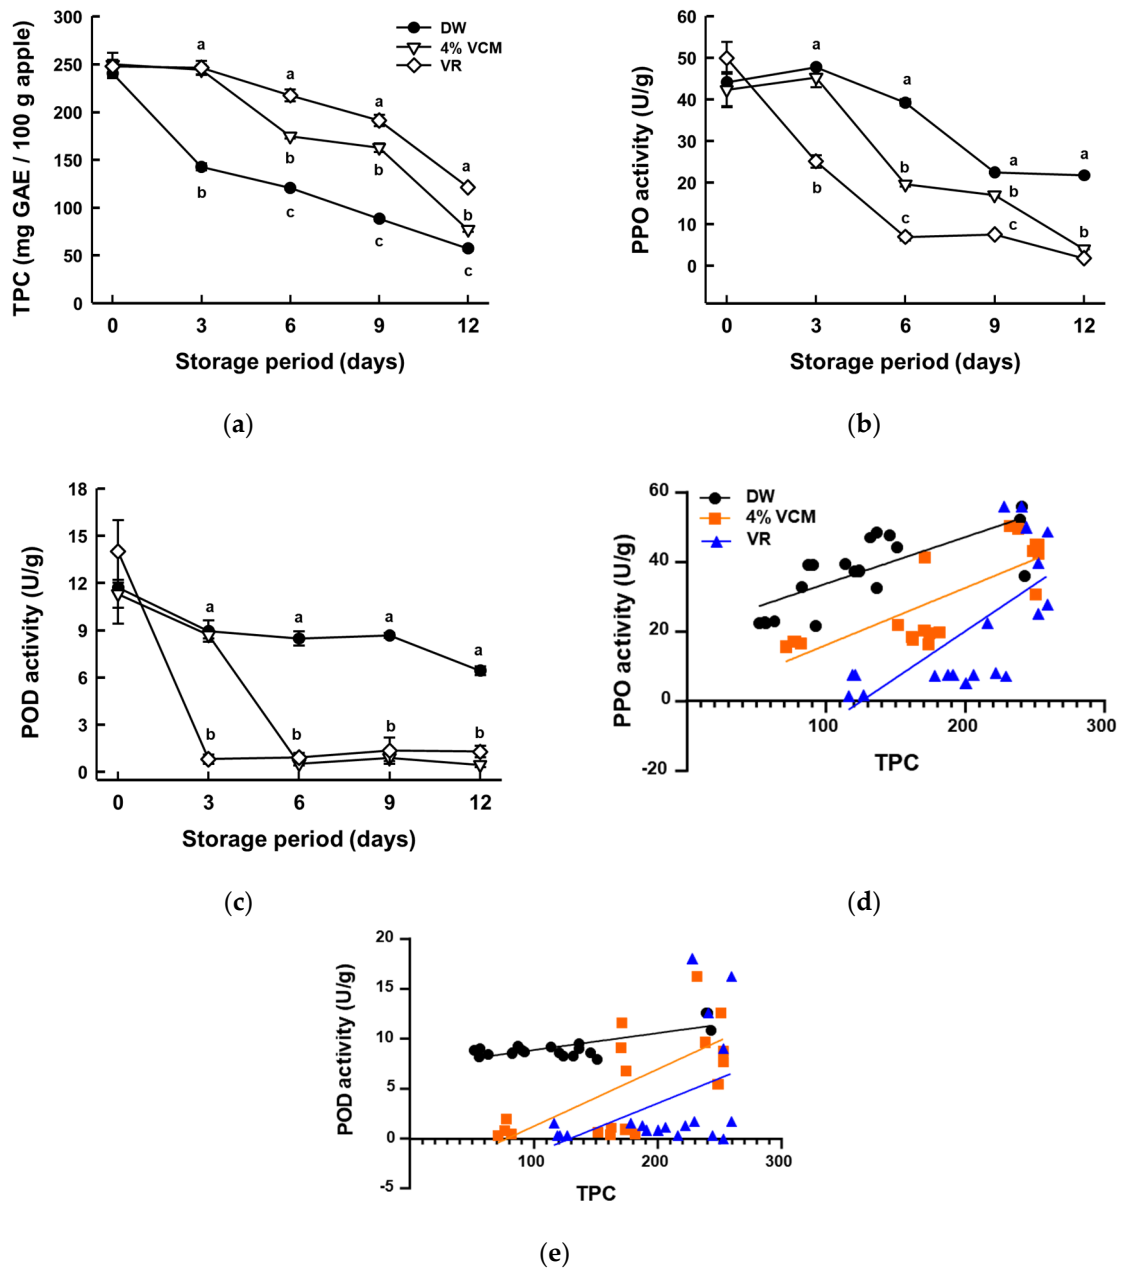 TPC (mg GAE / 100 g apple)
300
250
200
150
100
50
0
DW
4% VCM
VR
a
a
a
a
b
b
b
b
c
c
c
0
3
6
9
12
Storage period (days)
(a)
PPO activity (U/g)
60
50
40
30
20
10
0
a
a
a
a
b
b
b
b
c
c
0
3
6
9
12
Storage period (days)
(b)
POD activity (U/g)
18
15
12
9
6
3
0
a
a
a
a
b
b
b
b
0
3
6
9
12
Storage period (days)
(c)
PPO activity (U/g)
60
40
20
0
-20
DW
4% VCM
VR
100
200
300
TPC
(d)
POD activity (U/g)
20
15
10
5
0
-5
100
200
300
TPC
(e)